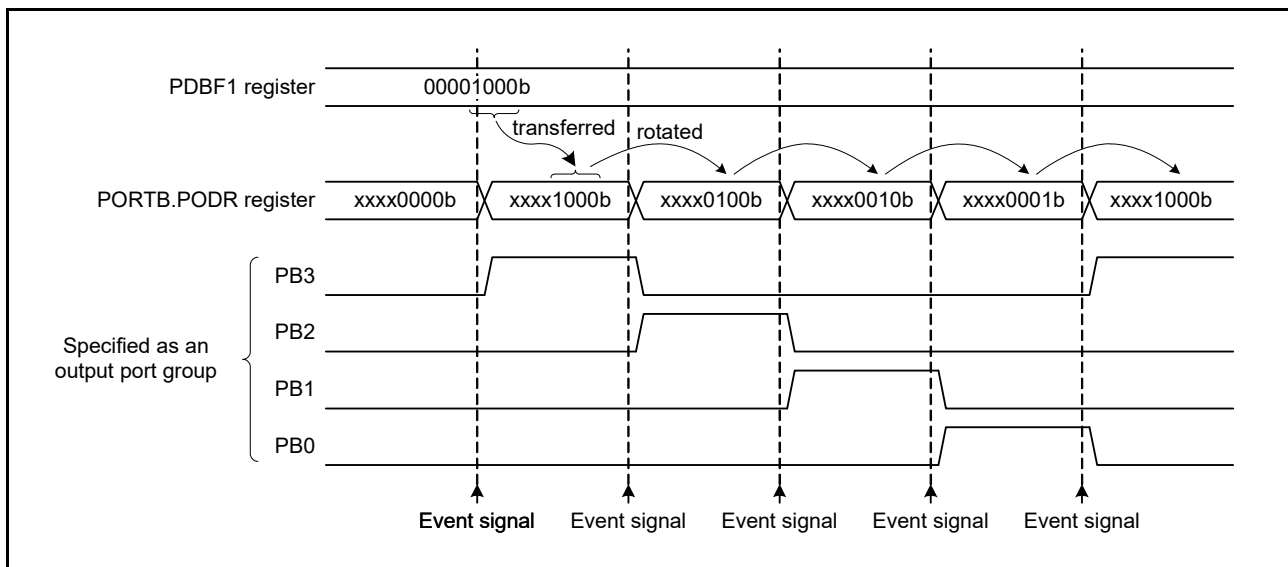 PDBF1 register
00001000b
transferred
rotated
PORTB.PODR register
xxxx0000b
xxxx1000b
xxxx0100b
xxxx0010b
xxxx0001b
xxxx1000b
Specified as an
output port group
PB3
PB2
PB1
PB0
Event signal
Event signal
Event signal
Event signal
Event signal